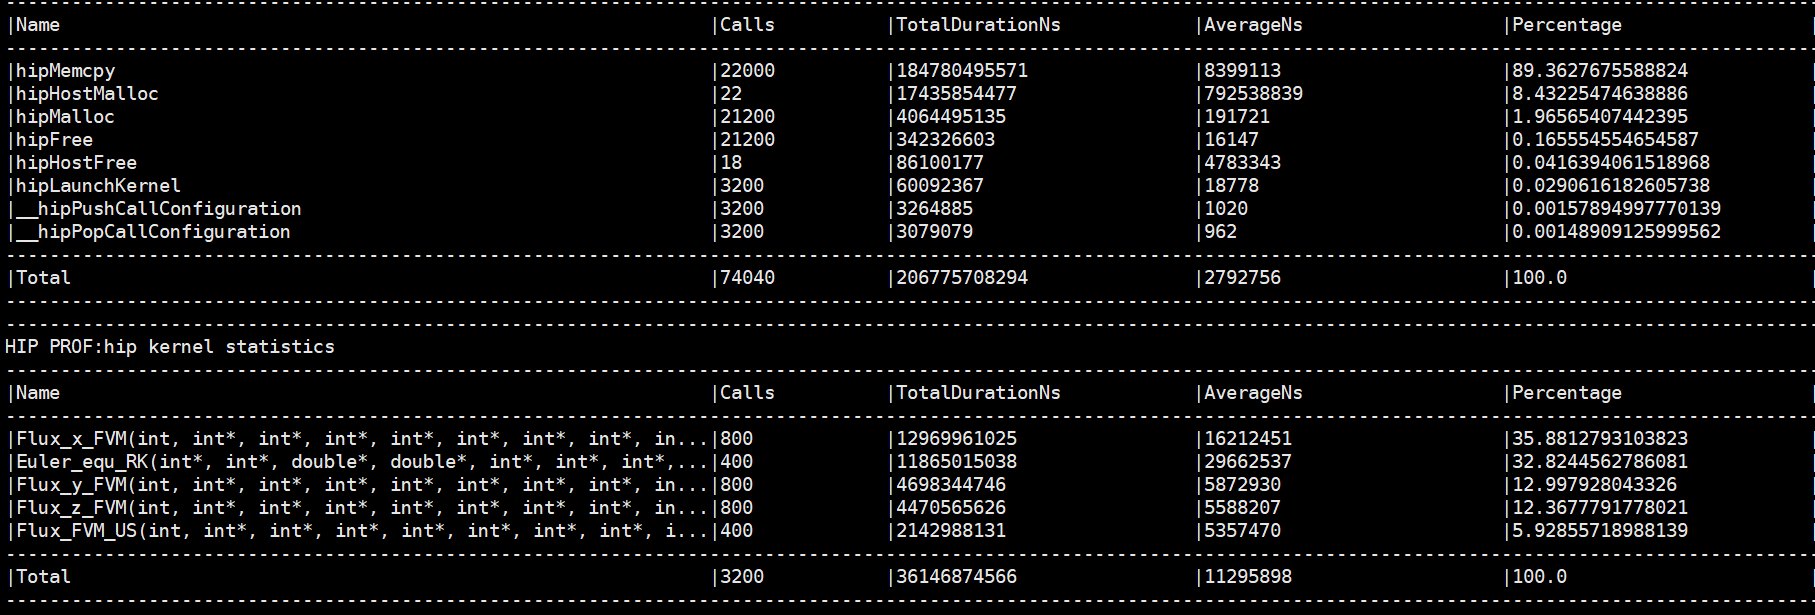 |Name |Calls |TotalDurationNs |AverageNs |Percentage
|hipMemcpy |22000 |184780495571 |8399113 |89.3627675588824
|hipHostMalloc |22 |17435854477 |792538839 |8.43225474638886
|hipMalloc |21200 |4064495135 |191721 |1.96565407442395
|hipFree |21200 |342326603 |16147 |0.165554554654587
|hipHostFree |18 |86100177 |4783343 |0.0416394061518968
|hipLaunchKernel |3200 |60092367 |18778 |0.0290616182605738
|__hipPushCallConfiguration |3200 |3264885 |1020 |0.00157894997770139
|__hipPopCallConfiguration |3200 |3079079 |962 |0.00148909125999562
|Total |74040 |206775708294 |2792756 |100.0
HIP PROF:hip kernel statistics
|Name |Calls |TotalDurationNs |AverageNs |Percentage
|Flux_x_FVM(int, int*, int*, int*, int*, int*, int*, int*, in...|800 |12969961025 |16212451 |35.8812793103823
|Euler_equ_RK(int*, int*, double*, double*, int*, int*, int*,...|400 |11865015038 |29662537 |32.8244562786081
|Flux_y_FVM(int, int*, int*, int*, int*, int*, int*, int*, in...|800 |4698344746 |5872930 |12.997928043326
|Flux_z_FVM(int, int*, int*, int*, int*, int*, int*, int*, in...|800 |4470565626 |5588207 |12.3677791778021
|Flux_FVM_US(int, int*, int*, int*, int*, int*, int*, int*, i...|400 |2142988131 |5357470 |5.92855718988139
|Total |3200 |36146874566 |11295898 |100.0